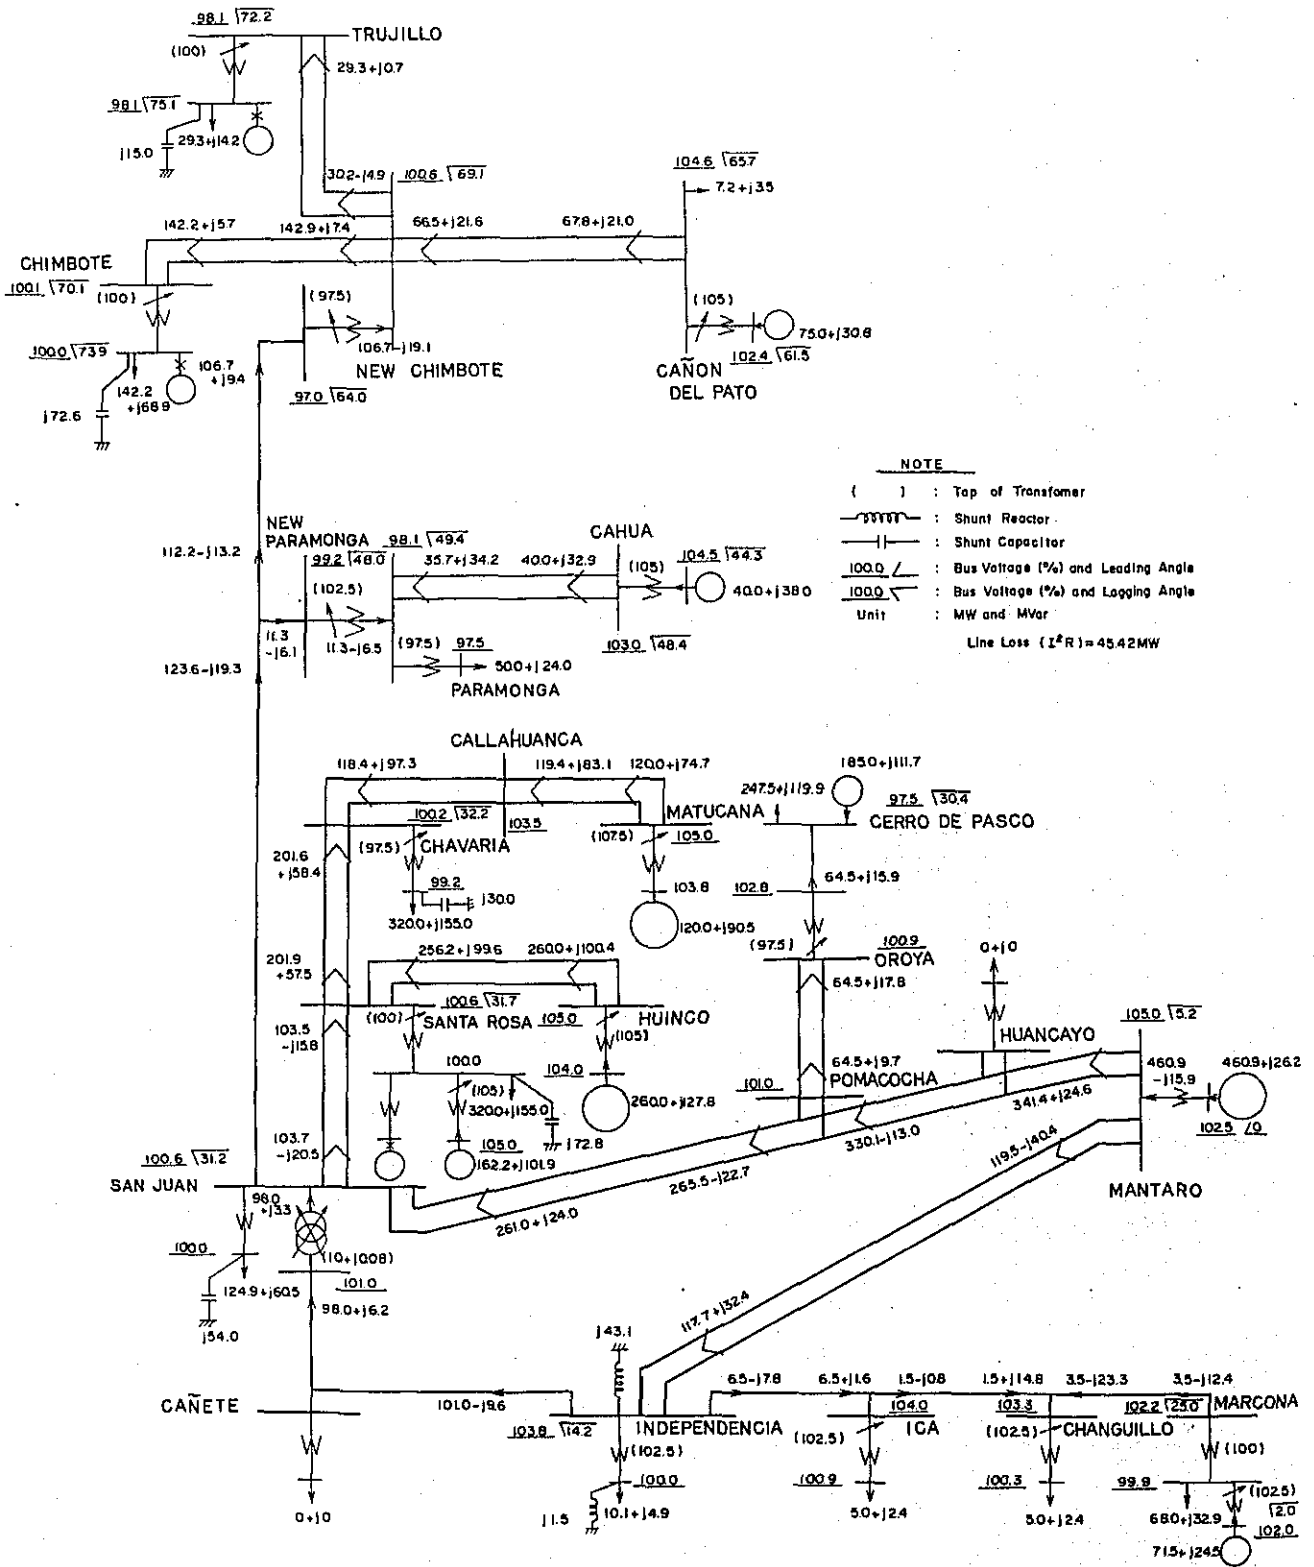 98.1 72.2
TRUJILLO
(100)
29.3+j0.7
98.1 75.1
j15.0
29.3+j14.2
30.2-j4.9
100.6 69.1
104.6 65.7
7.2+j3.5
142.2+j5.7
142.9+j7.4
66.5+j21.6
67.8+j21.0
CHIMBOTE
100.1 70.1
(100)
(97.5)
(105)
106.7-j19.1
75.0+j30.8
100.0 73.9
106.7
+j9.4
NEW CHIMBOTE
102.4 61.5
CAÑON
DEL PATO
142.2
+j68.9
97.0 64.0
j72.6
NOTE
( ) : Tap of Transfomer
: Shunt Reactor
: Shunt Capacitor
100.0 : Bus Voltage (%) and Leading Angle
100.0 : Bus Voltage (%) and Lagging Angle
Unit : MW and MVar
Line Loss (I²R)=45.42MW
NEW
PARAMONGA
98.1 49.4
CAHUA
112.2-j13.2
99.2 48.0
35.7+j34.2
40.0+j32.9
(105)
104.5 44.3
(102.5)
40.0+j38.0
11.3
-j6.1
11.3-j6.5
(97.5)
97.5
103.0 48.4
123.6-j19.3
50.0+j24.0
PARAMONGA
CALLAHUANCA
118.4+j97.3
119.4+j83.1
120.0+j74.7
185.0+j111.7
247.5+j119.9
97.5 30.4
100.2 32.2
103.5
MATUCANA
CERRO DE PASCO
(97.5)
CHAVARIA
(107.5)
105.0
201.6
+j58.4
99.2
j30.0
103.8
102.8
64.5+j15.9
320.0+j155.0
120.0+j90.5
256.2+j99.6
260.0+j100.4
(97.5)
100.9
OROYA
0+j0
201.9
+j57.5
64.5+j17.8
100.6 31.7
(100)
SANTA ROSA
105.0
HUINCO
(105)
105.0 5.2
HUANCAYO
103.5
-j15.8
100.0
104.0
101.0
64.5+j9.7
POMACOCHA
460.9
-j15.9
460.9+j26.2
(105)
320.0+j155.0
260.0+j127.8
341.4+j24.6
102.5 0
103.7
-j20.5
105.0
162.2+j101.9
j72.8
330.1-j13.0
119.5-j40.4
100.6 31.2
265.5-j22.7
SAN JUAN
98.0
+j3.3
261.0+j24.0
MANTARO
100.0
(1.0+j0.08)
101.0
124.9+j60.5
98.0+j6.2
j54.0
117.7+j32.4
j43.1
CAÑETE
101.0-j9.6
6.5-j7.8
6.5+j1.6
1.5-j0.8
1.5+j14.8
3.5-j23.3
3.5-j12.4
103.8 14.2
INDEPENDENCIA
104.0
ICA
103.3
CHANGUILLO
102.2 25.0
MARCONA
(102.5)
(102.5)
(102.5)
(100)
100.0
100.9
100.3
99.9
(102.5)
j1.5
10.1+j4.9
5.0+j2.4
5.0+j2.4
68.0+j32.9
2.0
102.0
0+j0
71.5+j24.5